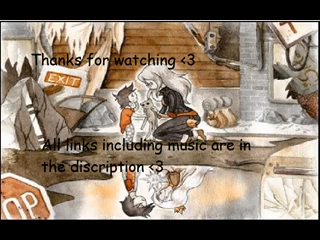 Thanks for watching <3
EXIT
All links including music are in
the discription <3
OP